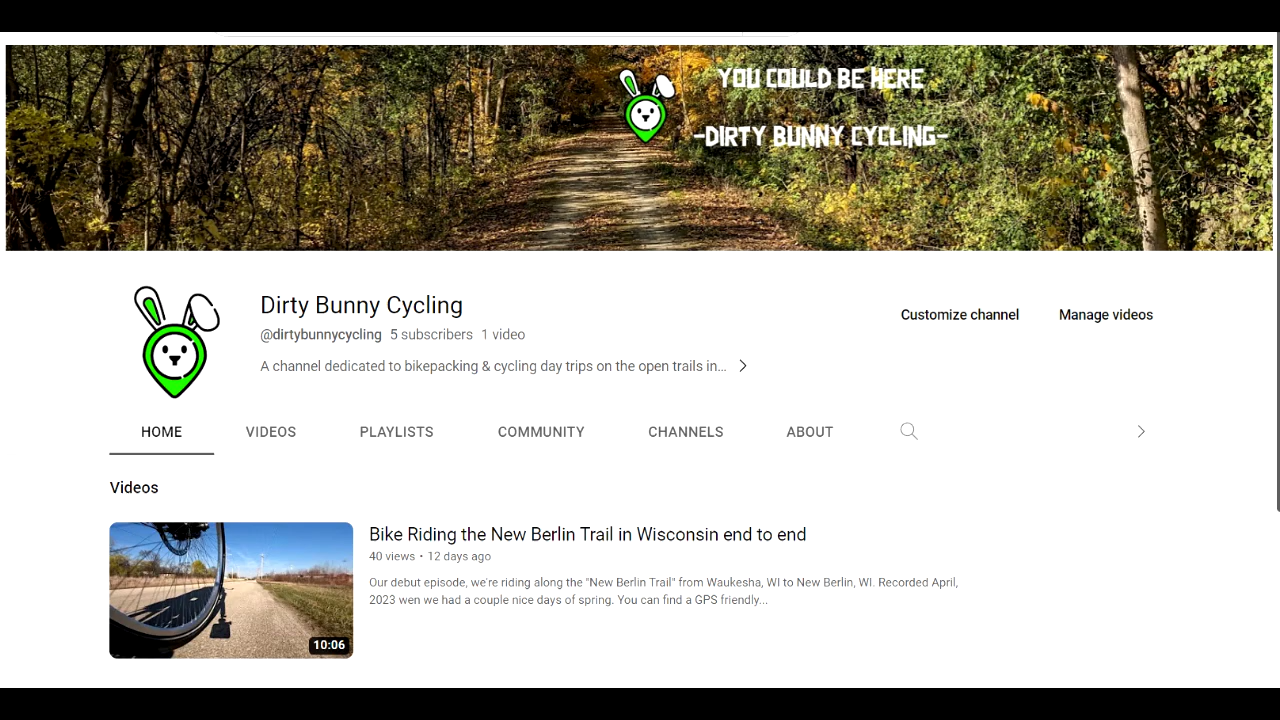 YOU COULD BE HERE
-DIRTY BUNNY CYCLING-
Dirty Bunny Cycling
@dirtybunnycycling 5 subscribers 1 video
Customize channel Manage videos
A channel dedicated to bikepacking & cycling day trips on the open trails in...
HOME VIDEOS PLAYLISTS COMMUNITY CHANNELS ABOUT
Videos
Bike Riding the New Berlin Trail in Wisconsin end to end
40 views • 12 days ago
Our debut episode, we're riding along the "New Berlin Trail" from Waukesha, WI to New Berlin, WI. Recorded April,
2023 wen we had a couple nice days of spring. You can find a GPS friendly...
10:06